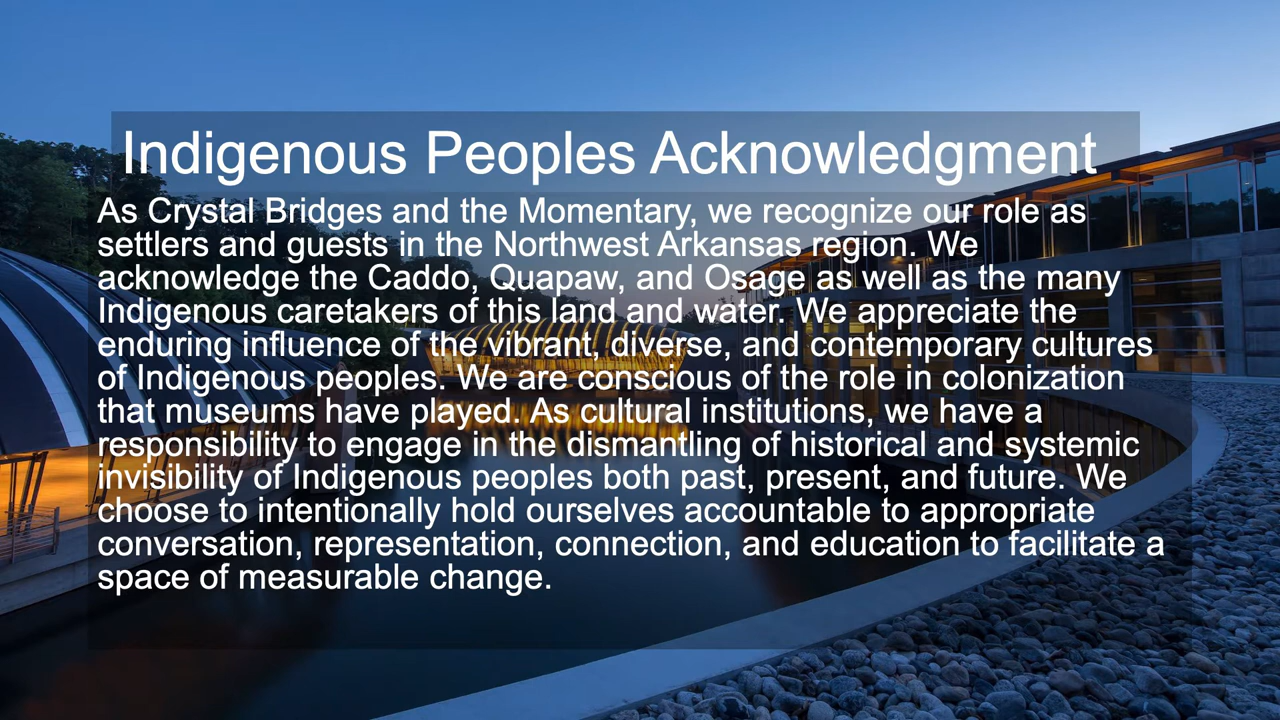 Indigenous Peoples Acknowledgment
As Crystal Bridges and the Momentary, we recognize our role as
settlers and guests in the Northwest Arkansas region. We
acknowledge the Caddo, Quapaw, and Osage as well as the many
Indigenous caretakers of this land and water. We appreciate the
enduring influence of the vibrant, diverse, and contemporary cultures
of Indigenous peoples. We are conscious of the role in colonization
that museums have played. As cultural institutions, we have a
responsibility to engage in the dismantling of historical and systemic
invisibility of Indigenous peoples both past, present, and future. We
choose to intentionally hold ourselves accountable to appropriate
conversation, representation, connection, and education to facilitate a
space of measurable change.